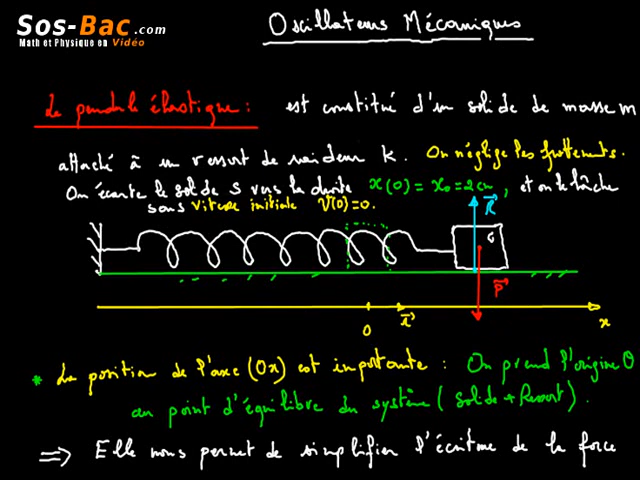 Sos-Bac.com
Math et Physique en Vidéo
Oscillateurs Mécaniques
Le pendule élastique : est constitué d'un solide de masse m
attaché à un ressort de raideur K. On néglige les frottements.
On écarte le solide S vers la droite x(0) = x₀ = 2 cm, et on le lâche
sans vitesse initiale V(0)=0.
R⃗
G
P⃗
O i⃗ x
* La position de l'axe (Ox) est importante : On prend l'origine O
au point d'équilibre du système (Solide + Ressort).
⇒ Elle nous permet de simplifier l'écriture de la force